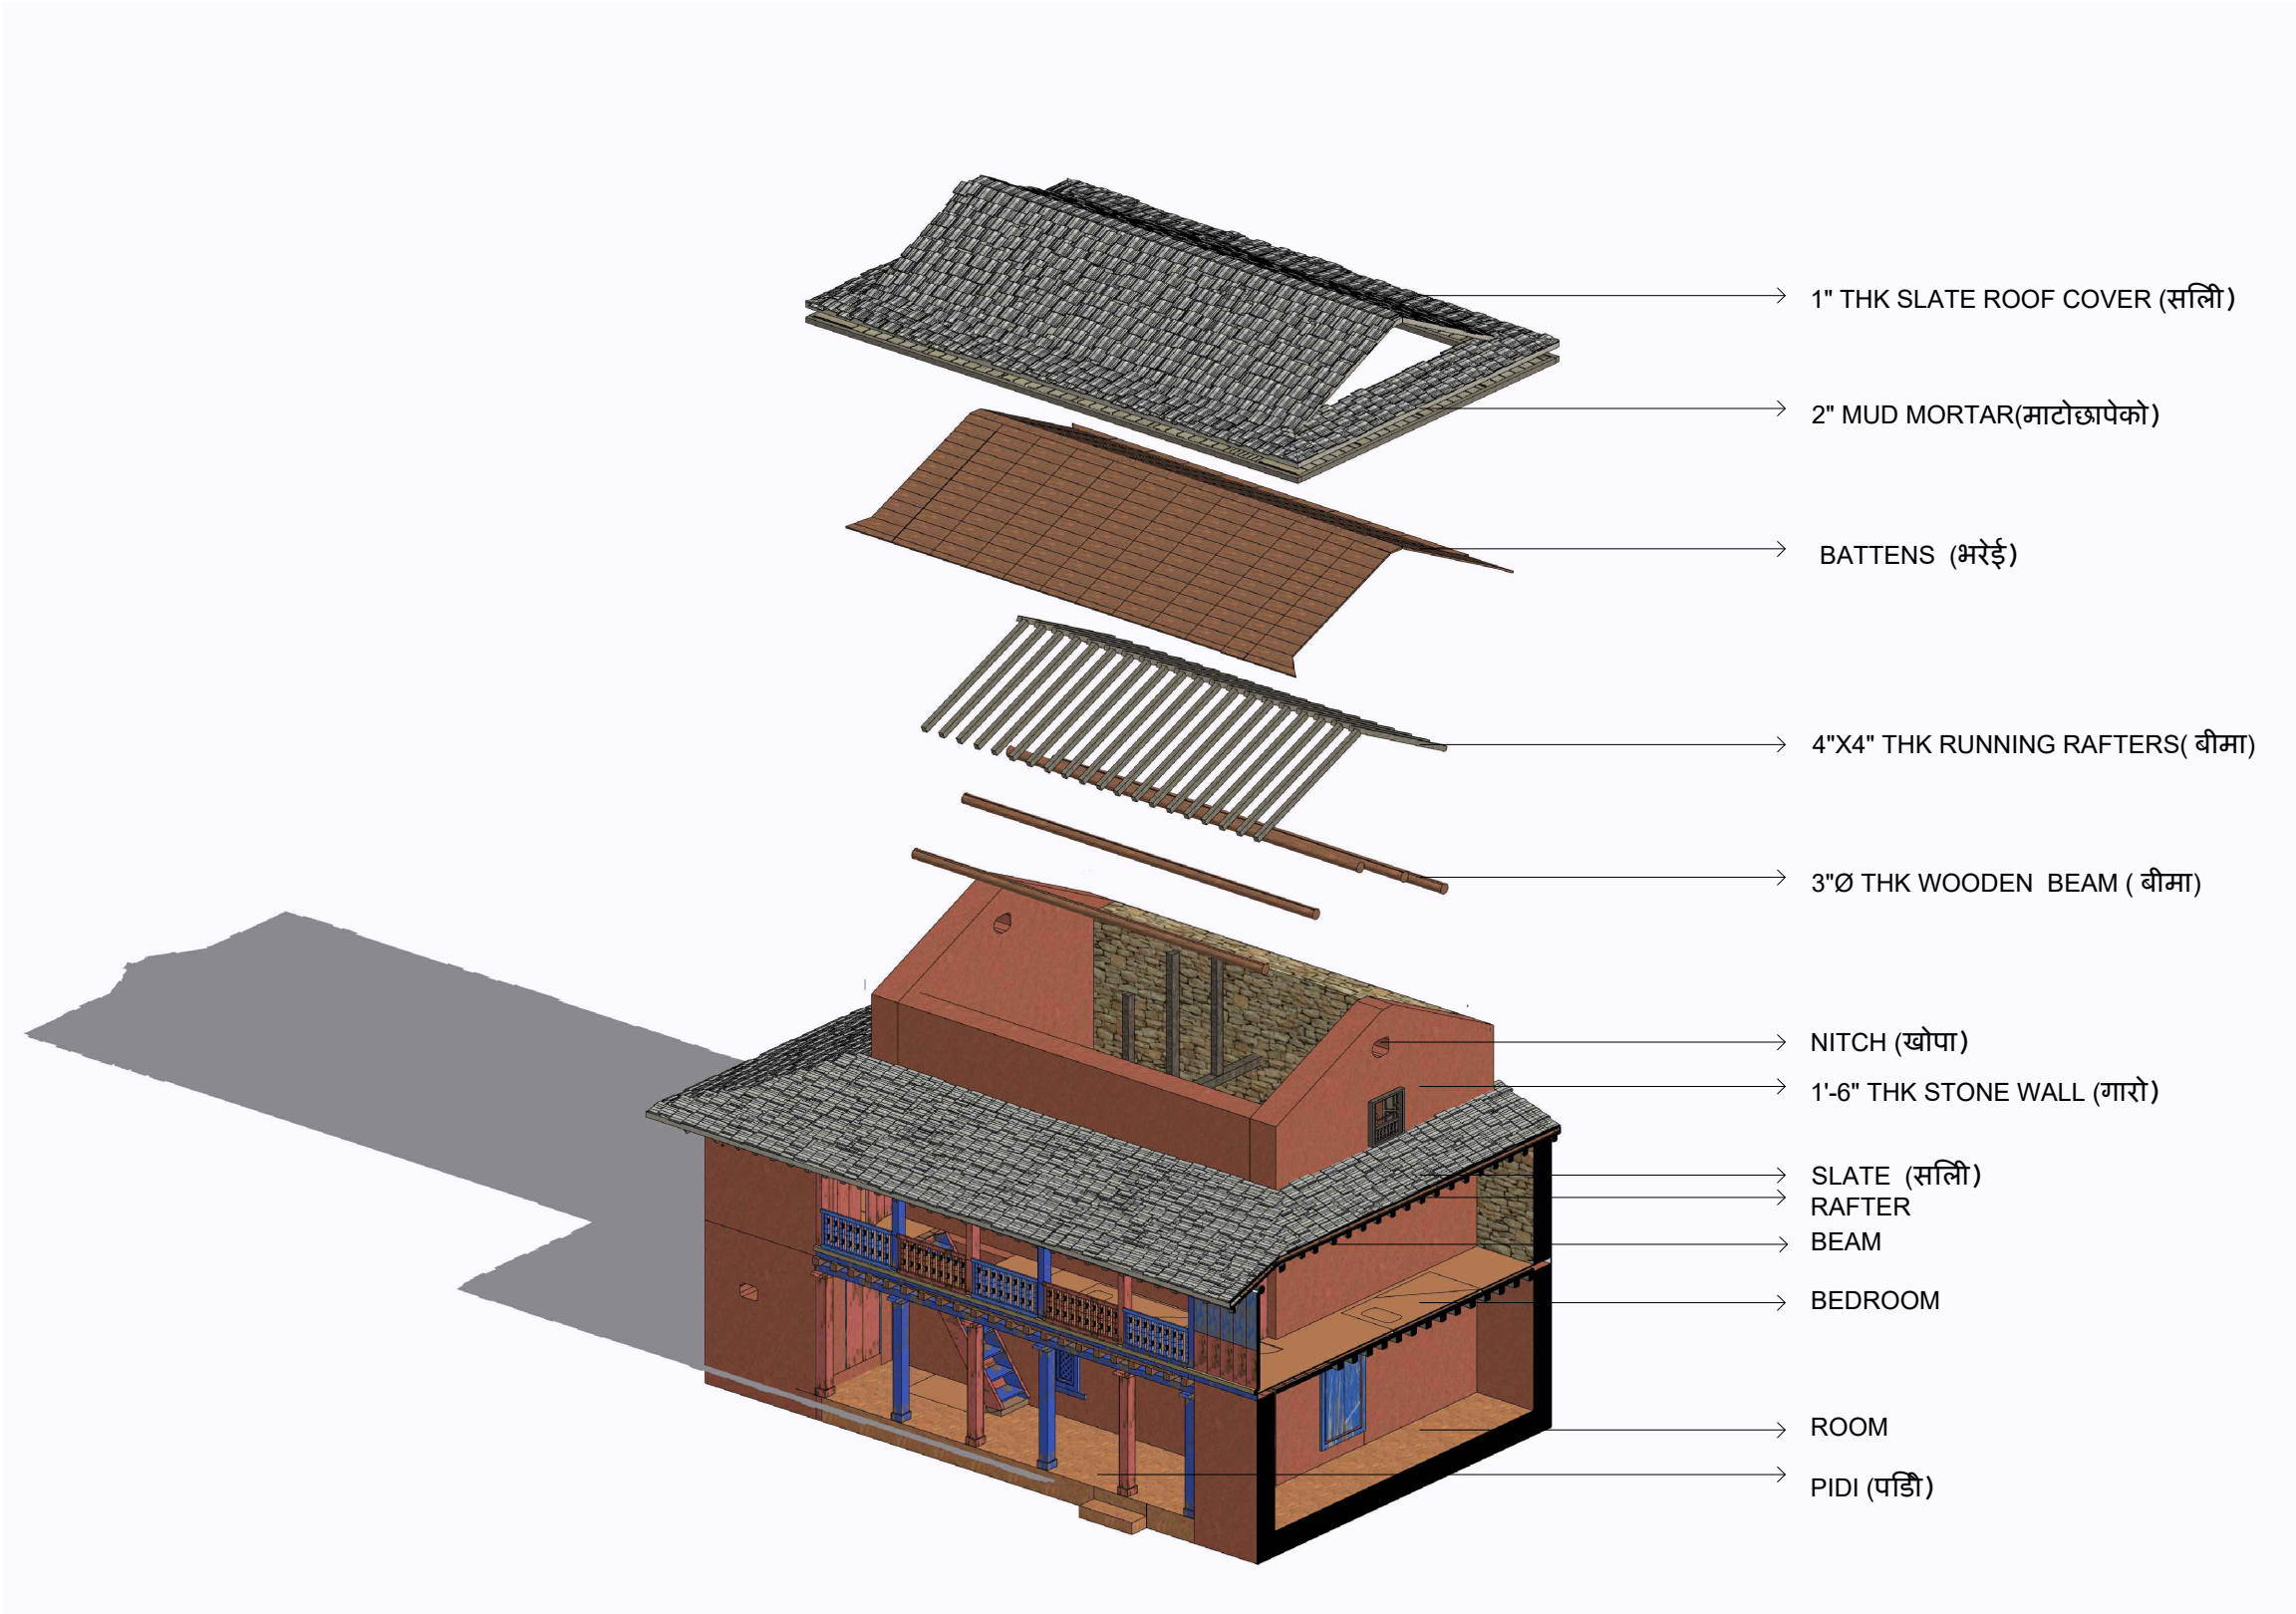 1" THK SLATE ROOF COVER (सलिी)
2" MUD MORTAR(माटोछापेको)
BATTENS (भरेई)
4"X4" THK RUNNING RAFTERS( बीमा)
3"Ø THK WOODEN BEAM ( बीमा)
NITCH (खोपा)
1'-6" THK STONE WALL (गारो)
SLATE (सलिी)
RAFTER
BEAM
BEDROOM
ROOM
PIDI (पडिी)